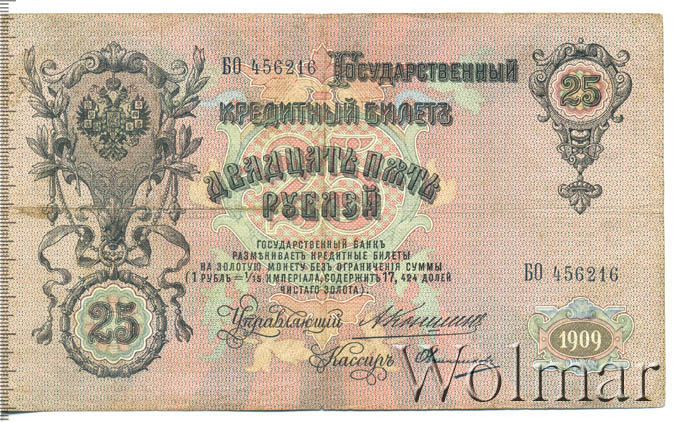 БО 456216 Государственный
Кредитный Билетъ
Двадцать пять
Рублей
25
25
Государственный Банкъ
размѣниваетъ кредитные билеты
на золотую монету безъ ограниченія суммы
(1 рубль = 1/15 имперіала, содержитъ 17,424 долей
чистаго золота).
БО 456216
25
Управляющій
Кассиръ
1909
Wolmar